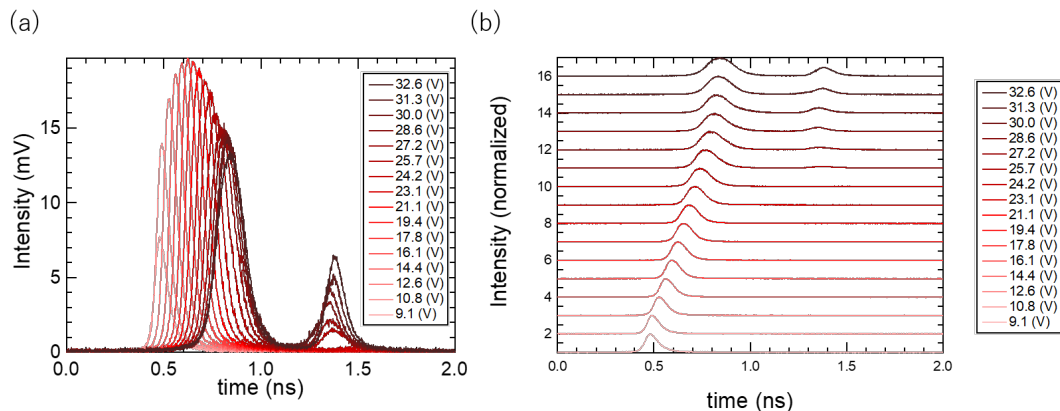 (a)
Intensity (mV)
15
10
5
0
0.0 0.5 1.0 1.5 2.0
time (ns)
32.6 (V)
31.3 (V)
30.0 (V)
28.6 (V)
27.2 (V)
25.7 (V)
24.2 (V)
23.1 (V)
21.1 (V)
19.4 (V)
17.8 (V)
16.1 (V)
14.4 (V)
12.6 (V)
10.8 (V)
9.1 (V)
(b)
Intensity (normalized)
16
14
12
10
8
6
4
2
0.0 0.5 1.0 1.5 2.0
time (ns)
32.6 (V)
31.3 (V)
30.0 (V)
28.6 (V)
27.2 (V)
25.7 (V)
24.2 (V)
23.1 (V)
21.1 (V)
19.4 (V)
17.8 (V)
16.1 (V)
14.4 (V)
12.6 (V)
10.8 (V)
9.1 (V)